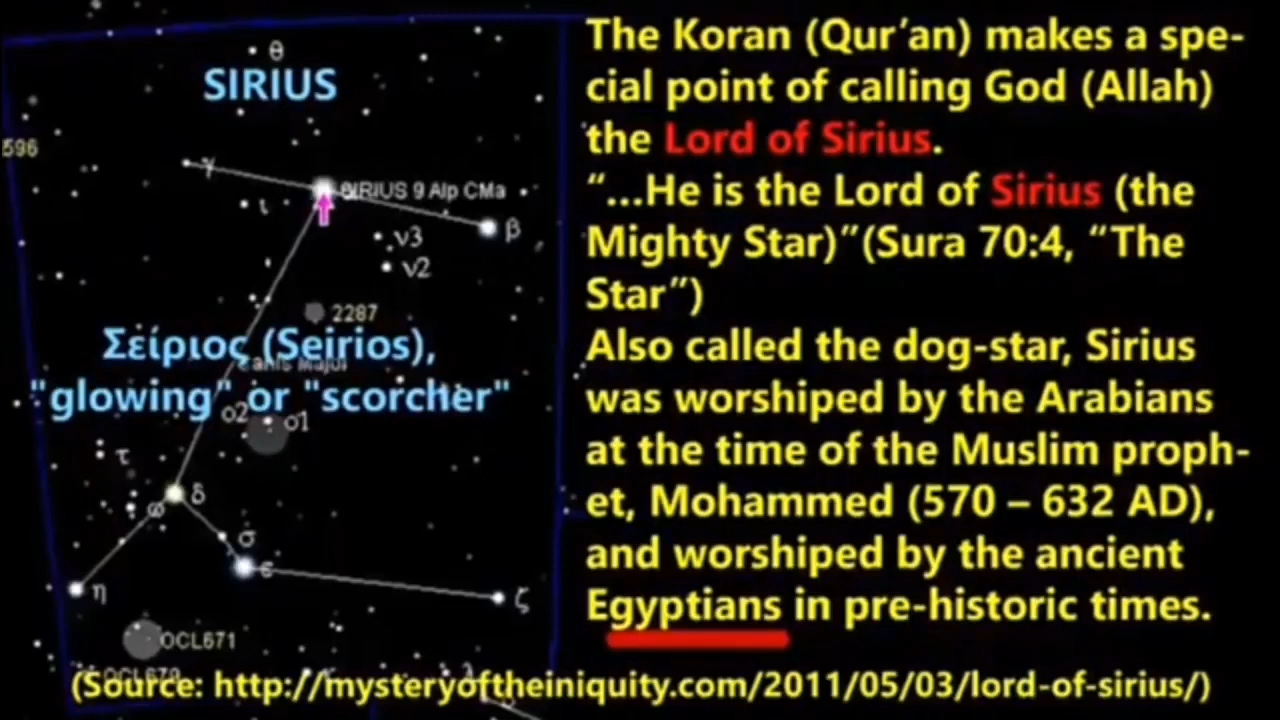 θ
SIRIUS
596
γ
SIRIUS 9 Alp CMa
ι
β
ν3
ν2
2287
Σείριος (Seirios),
"glowing" or "scorcher"
ο2
ο1
τ
δ
ω
σ
ε
η
ζ
OCL671
The Koran (Qur’an) makes a spe-
cial point of calling God (Allah)
the Lord of Sirius.
“...He is the Lord of Sirius (the
Mighty Star)”(Sura 70:4, “The
Star”)
Also called the dog-star, Sirius
was worshiped by the Arabians
at the time of the Muslim proph-
et, Mohammed (570 – 632 AD),
and worshiped by the ancient
Egyptians in pre-historic times.
(Source: http://mysteryoftheiniquity.com/2011/05/03/lord-of-sirius/)